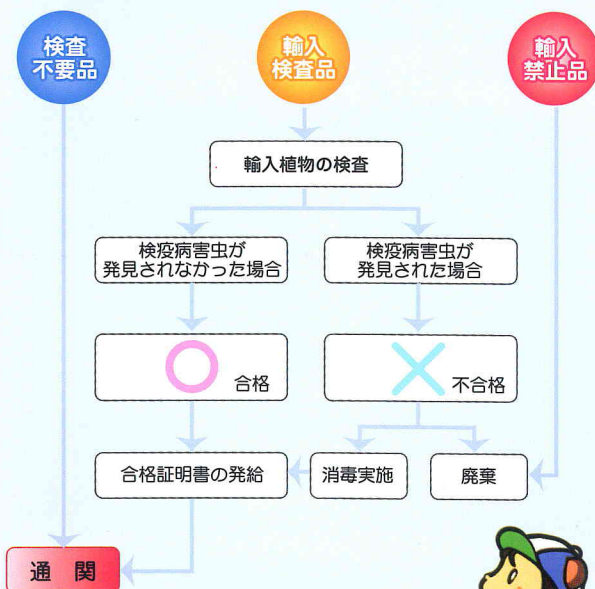 検査
不要品
輸入
検査品
輸入
禁止品
輸入植物の検査
検疫病害虫が
発見されなかった場合
検疫病害虫が
発見された場合
合格
不合格
合格証明書の発給
消毒実施
廃棄
通 関